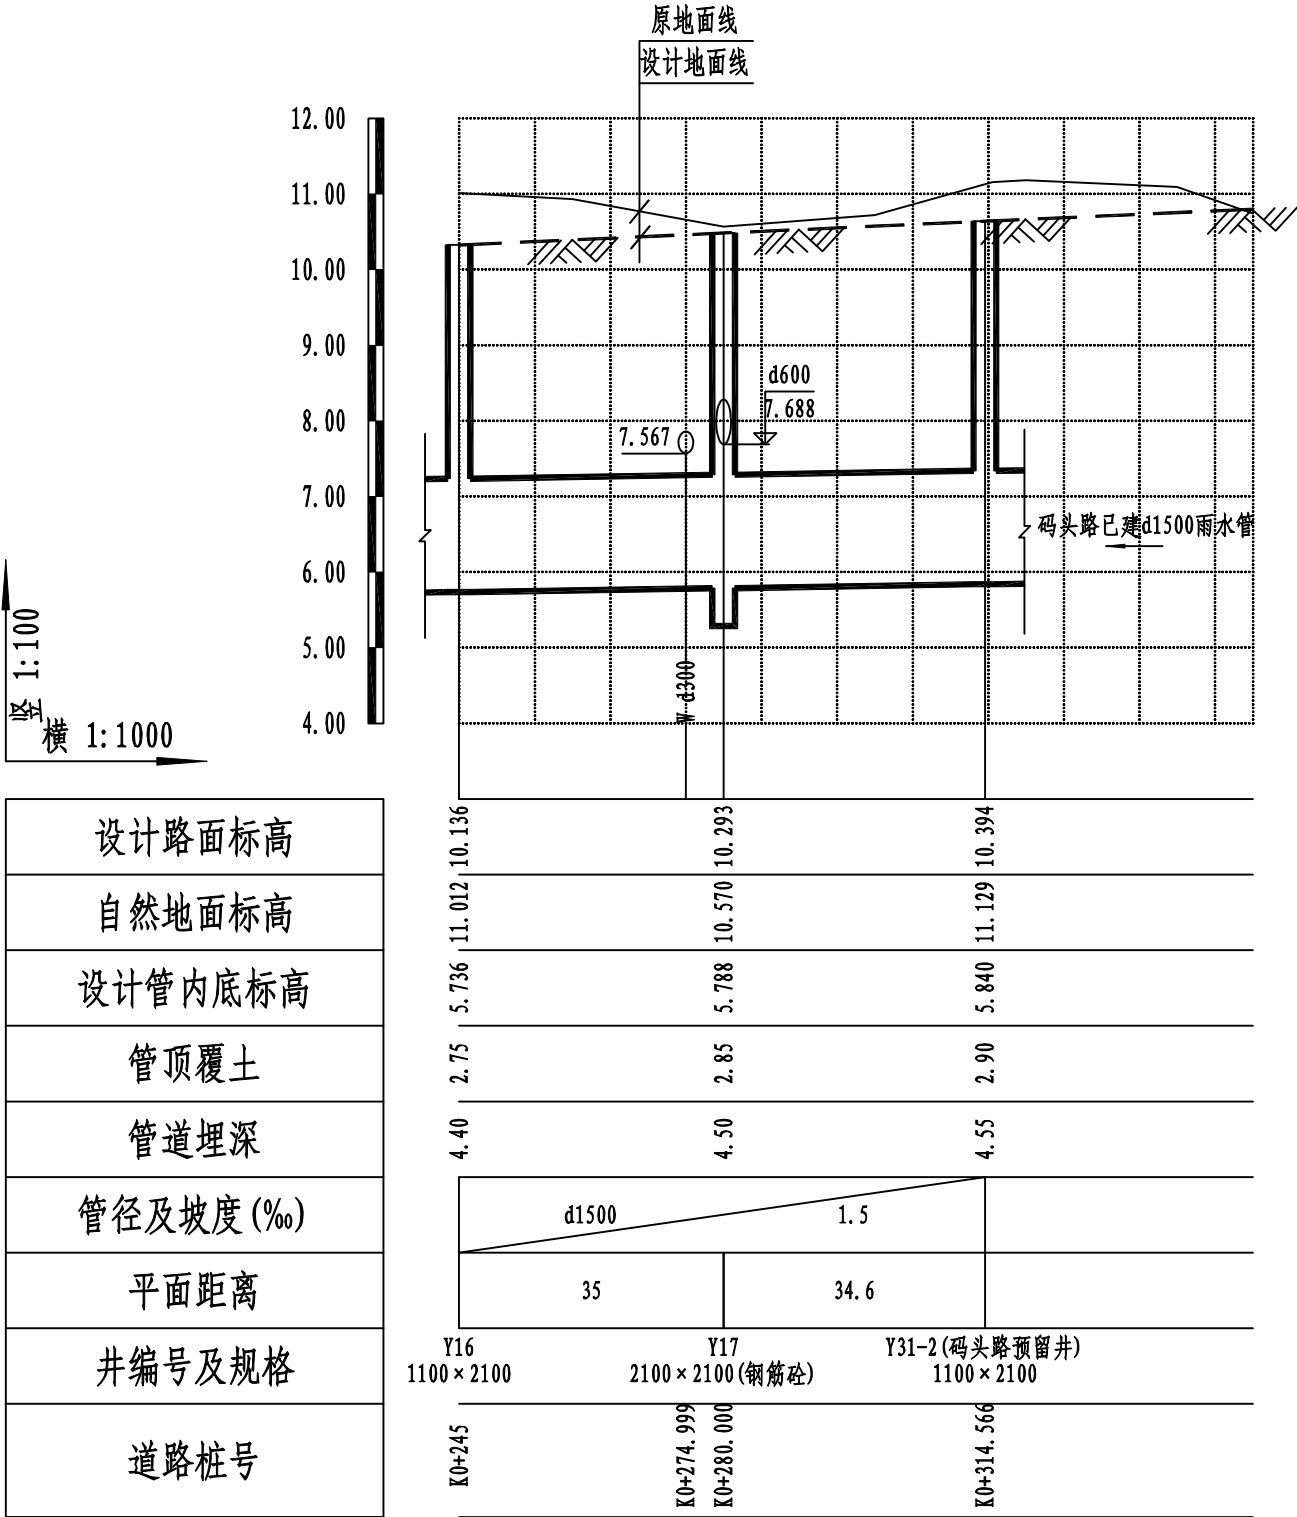 原地面线
设计地面线
12.00
11.00
10.00
9.00
8.00
7.00
6.00
5.00
4.00
d600
7.688
7.567
码头路已建d1500雨水管
W d300
竖 1:100
横 1:1000
设计路面标高 10.136 10.293 10.394
自然地面标高 11.012 10.570 11.129
设计管内底标高 5.736 5.788 5.840
管顶覆土 2.75 2.85 2.90
管道埋深 4.40 4.50 4.55
管径及坡度(‰) d1500 1.5
平面距离 35 34.6
井编号及规格 Y16 Y17 Y31-2(码头路预留井)
1100×2100 2100×2100(钢筋砼) 1100×2100
道路桩号 K0+245 K0+274.999 K0+280.000 K0+314.566